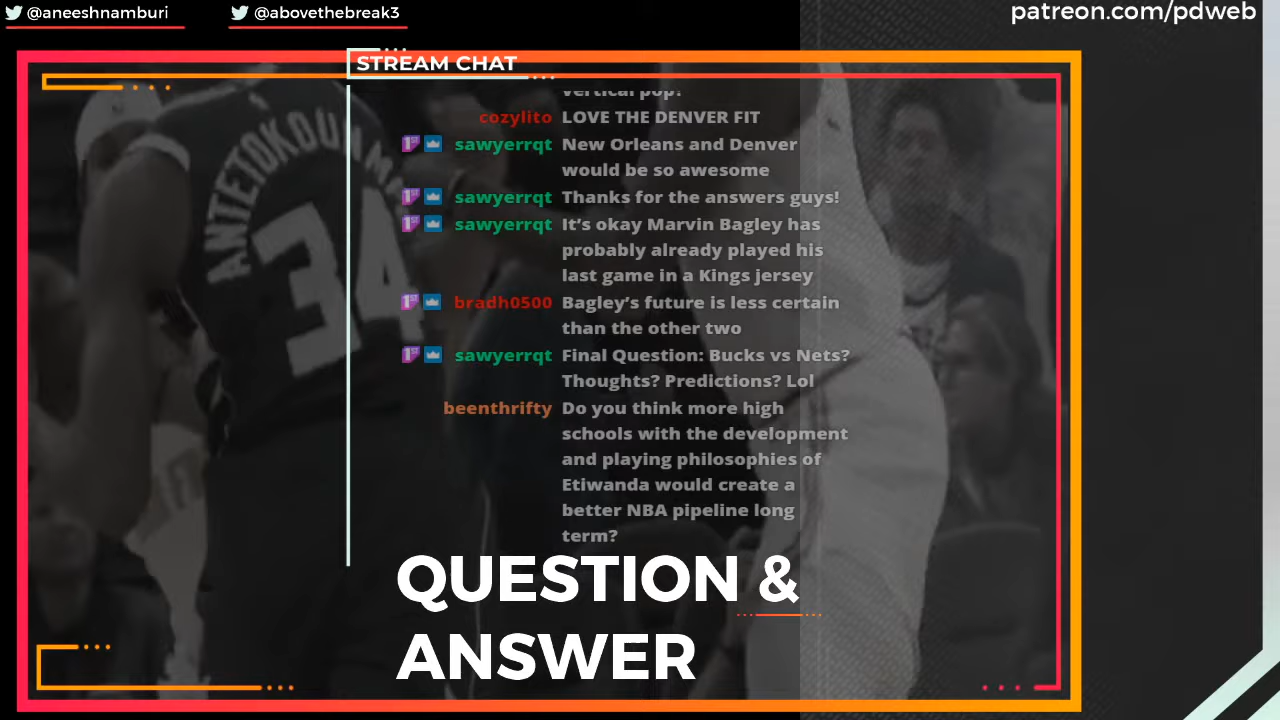 @aneeshnamburi
@abovethebreak3
patreon.com/pdweb
STREAM CHAT
vertical pop?
cozylito LOVE THE DENVER FIT
sawyerrqt New Orleans and Denver
would be so awesome
sawyerrqt Thanks for the answers guys!
sawyerrqt It's okay Marvin Bagley has
probably already played his
last game in a Kings jersey
bradh0500 Bagley's future is less certain
than the other two
sawyerrqt Final Question: Bucks vs Nets?
Thoughts? Predictions? Lol
beenthrifty Do you think more high
schools with the development
and playing philosophies of
Etiwanda would create a
better NBA pipeline long
term?
ANTETOKOUNM
34
QUESTION &
ANSWER